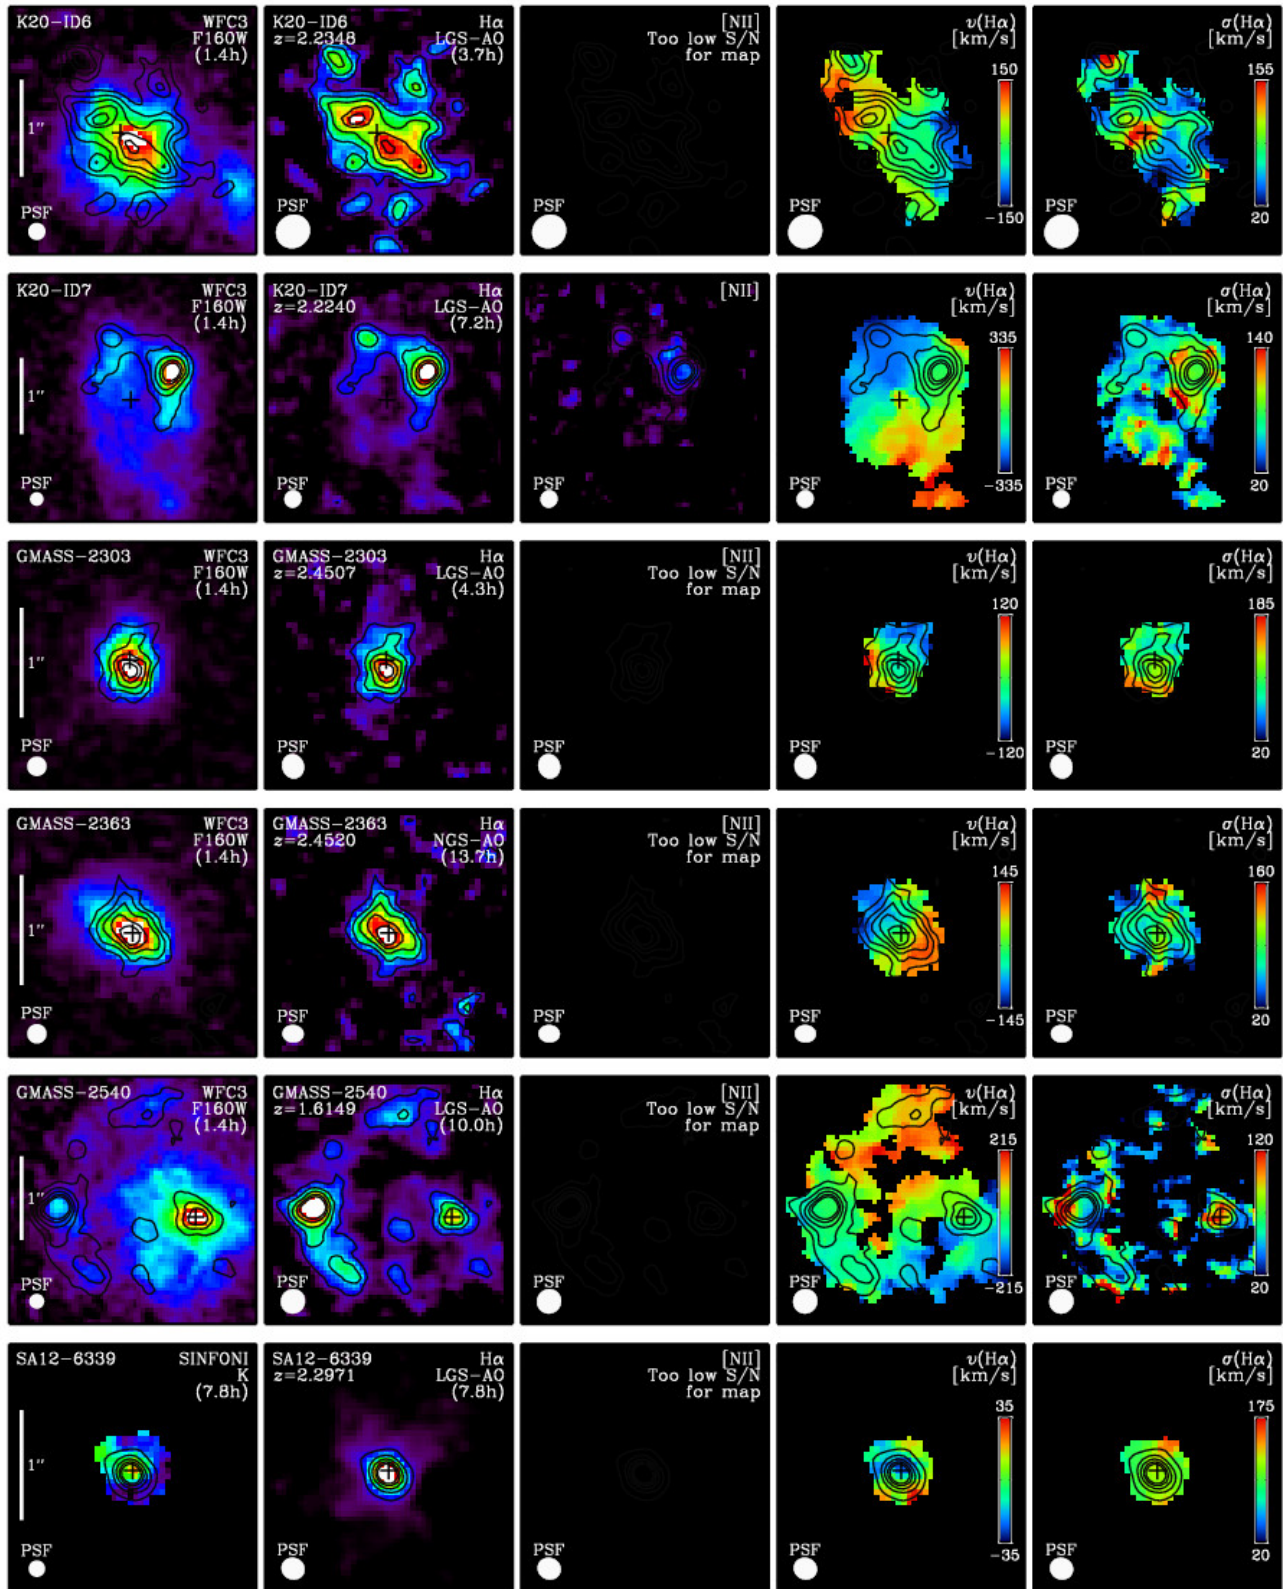 K20-ID6 WFC3
F160W
(1.4h)
1"
PSF
K20-ID6 Hα
z=2.2348 LGS-AO
(3.7h)
PSF
[NII]
Too low S/N
for map
PSF
v(Hα)
[km/s]
150
-150
PSF
σ(Hα)
[km/s]
155
20
PSF
K20-ID7 WFC3
F160W
(1.4h)
1"
PSF
K20-ID7 Hα
z=2.2240 LGS-AO
(7.2h)
PSF
[NII]
PSF
v(Hα)
[km/s]
335
-335
PSF
σ(Hα)
[km/s]
140
20
PSF
GMASS-2303 WFC3
F160W
(1.4h)
1"
PSF
GMASS-2303 Hα
z=2.4507 LGS-AO
(4.3h)
PSF
[NII]
Too low S/N
for map
PSF
v(Hα)
[km/s]
120
-120
PSF
σ(Hα)
[km/s]
185
20
PSF
GMASS-2363 WFC3
F160W
(1.4h)
1"
PSF
GMASS-2363 Hα
z=2.4520 NGS-AO
(13.7h)
PSF
[NII]
Too low S/N
for map
PSF
v(Hα)
[km/s]
145
-145
PSF
σ(Hα)
[km/s]
160
20
PSF
GMASS-2540 WFC3
F160W
(1.4h)
1"
PSF
GMASS-2540 Hα
z=1.6149 LGS-AO
(10.0h)
PSF
[NII]
Too low S/N
for map
PSF
v(Hα)
[km/s]
215
-215
PSF
σ(Hα)
[km/s]
120
20
PSF
SA12-6339 SINFONI
K
(7.8h)
1"
PSF
SA12-6339 Hα
z=2.2971 LGS-AO
(7.8h)
PSF
[NII]
Too low S/N
for map
PSF
v(Hα)
[km/s]
35
-35
PSF
σ(Hα)
[km/s]
175
20
PSF